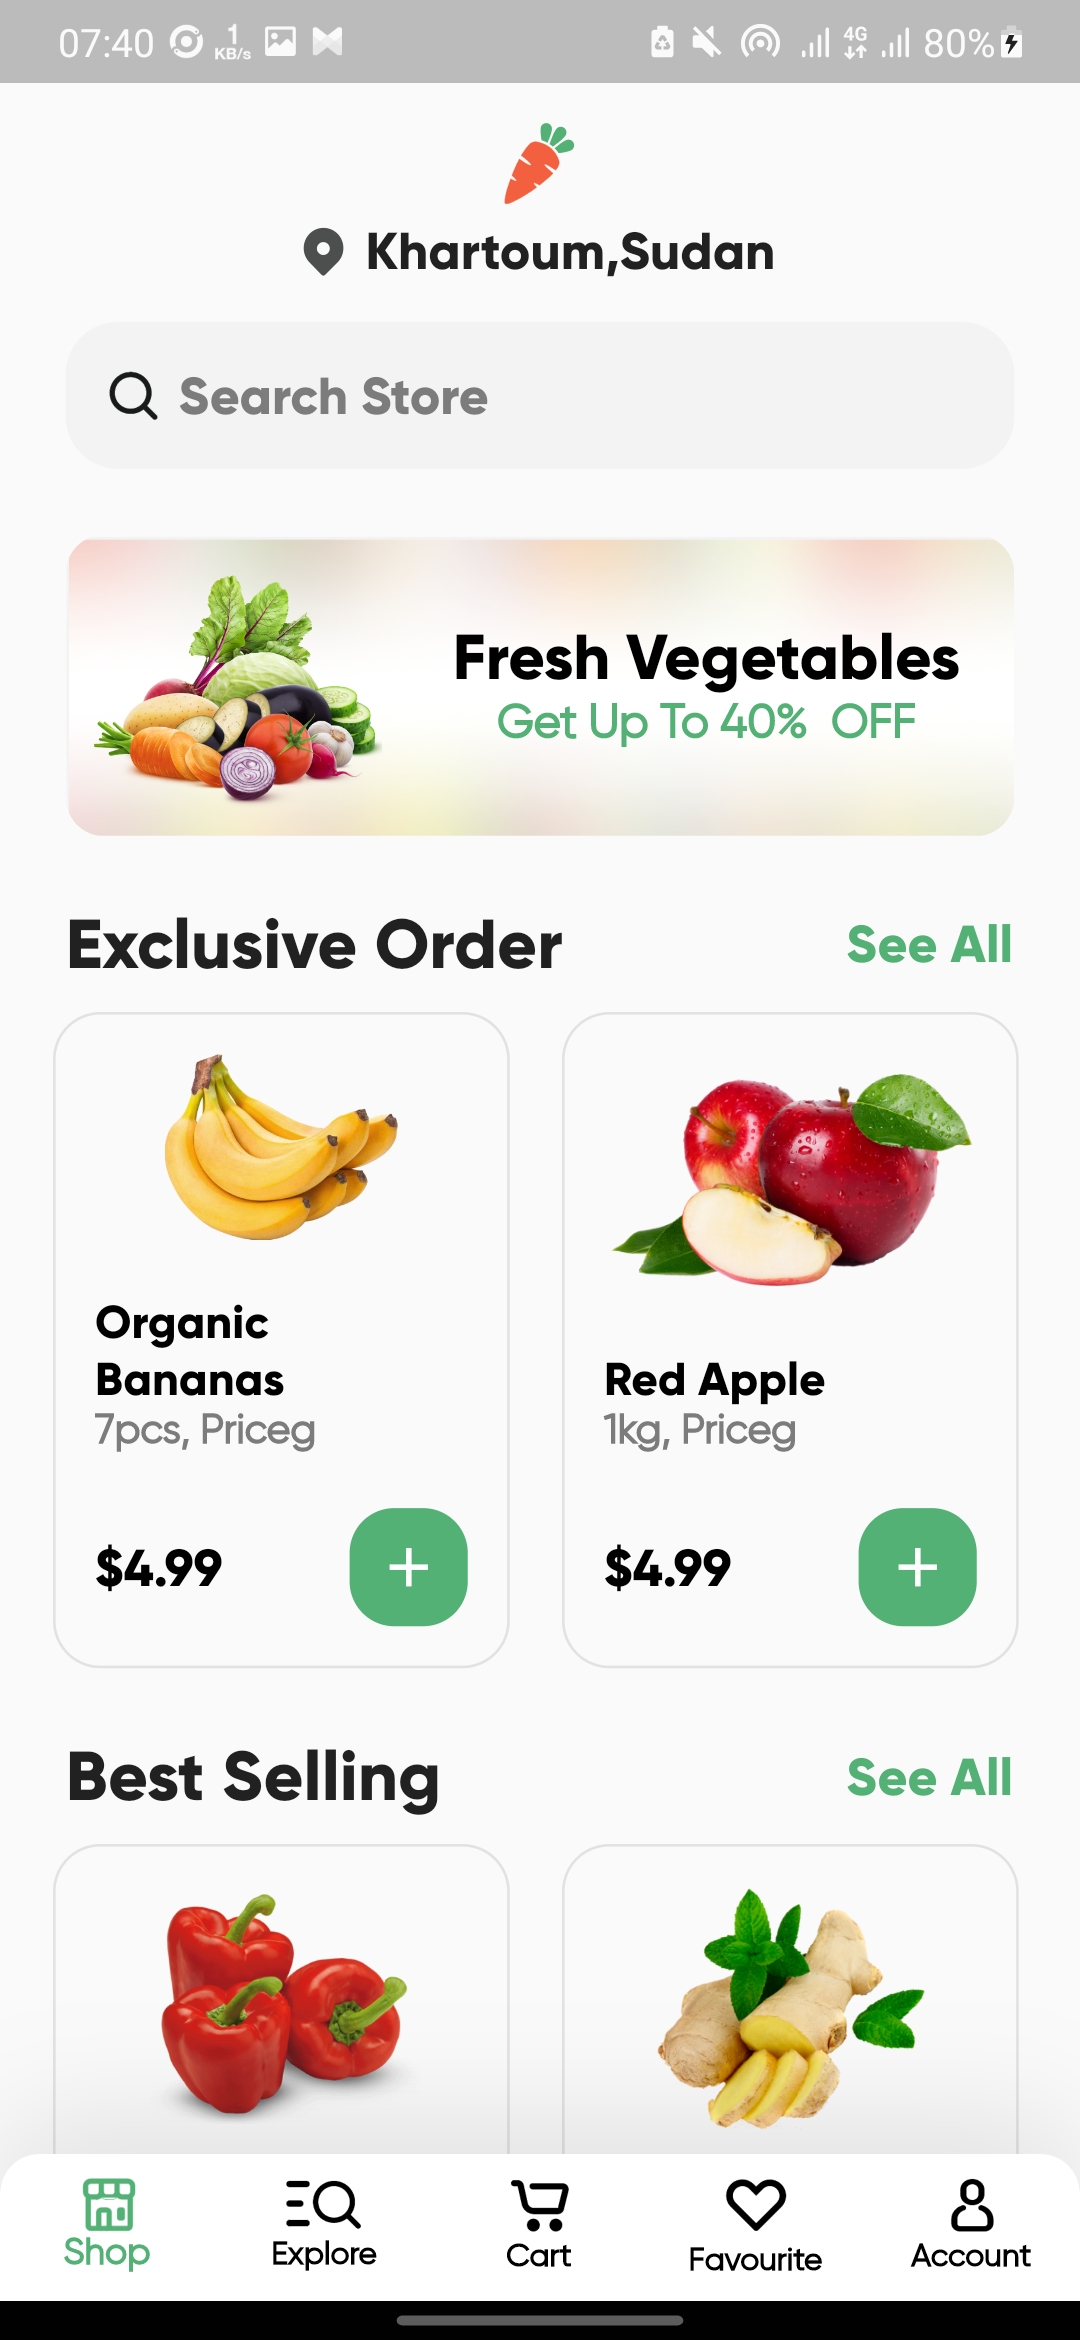 07:40 1 KB/s 4G 80%
Khartoum,Sudan
Search Store
Fresh Vegetables
Get Up To 40% OFF
Exclusive Order See All
Organic
Bananas
7pcs, Priceg
$4.99
Red Apple
1kg, Priceg
$4.99
Best Selling See All
Shop Explore Cart Favourite Account